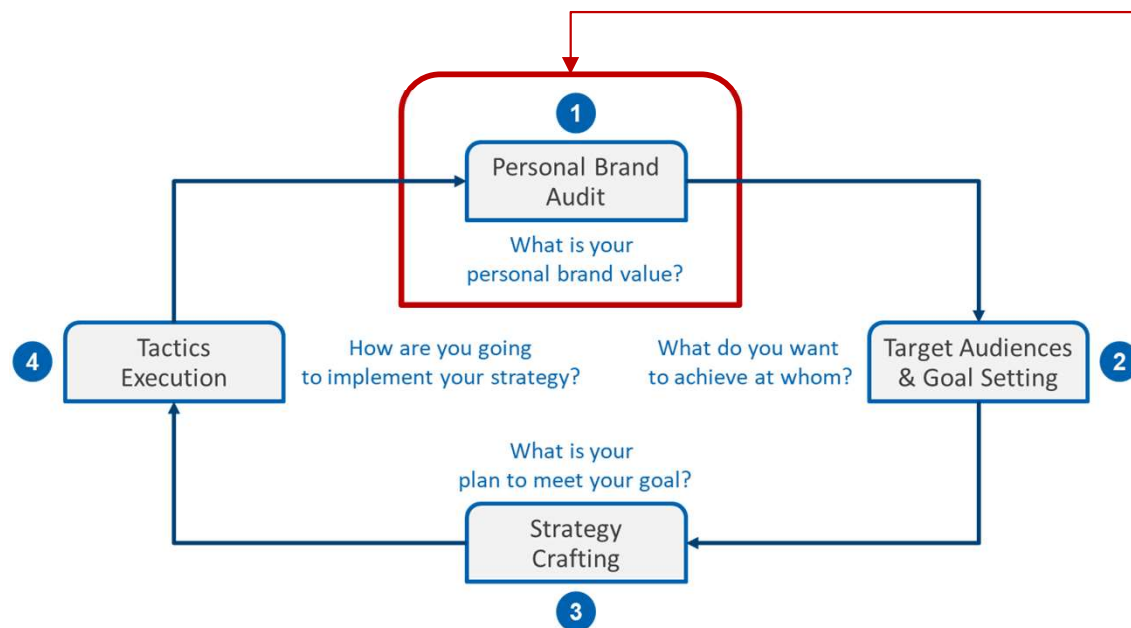 1
Personal Brand
Audit
What is your
personal brand value?
4
Tactics
Execution
How are you going
to implement your strategy?
What do you want
to achieve at whom?
Target Audiences
& Goal Setting
2
What is your
plan to meet your goal?
Strategy
Crafting
3